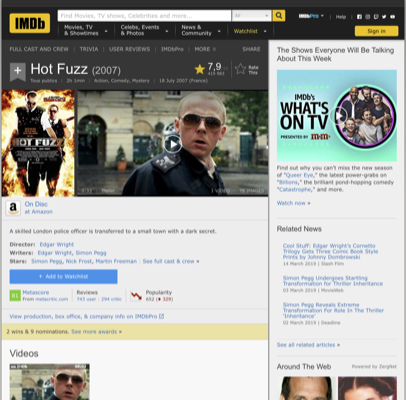 IMDb
Find Movies, TV shows, Celebrities and more...
All
IMDbPro
Help
Movies, TV & Showtimes
Celebs, Events & Photos
News & Community
Watchlist
Sign in
FULL CAST AND CREW | TRIVIA | USER REVIEWS | IMDbPro | MORE
SHARE
+ Hot Fuzz (2007)
7,9
Rate This
Tous publics | 2h 1min | Action, Comedy, Mystery | 18 July 2007 (France)
HOT FUZZ
On Disc
at Amazon
A skilled London police officer is transferred to a small town with a dark secret.
Director: Edgar Wright
Writers: Edgar Wright, Simon Pegg
Stars: Simon Pegg, Nick Frost, Martin Freeman | See full cast & crew »
+ Add to Watchlist
81
Metascore
From metacritic.com
Reviews
743 user | 284 critic
Popularity
652
View production, box office, & company info on IMDbPro
2 wins & 9 nominations. See more awards »
Videos
The Shows Everyone Will Be Talking
About This Week
IMDb's
WHAT'S
ON TV
PRESENTED BY
Find out why you can't miss the new season
of "Queer Eye," the latest power-grabs on
"Billions," the brilliant pond-hopping comedy
"Catastrophe," and more.
Watch now »
Related News
Cool Stuff: Edgar Wright's Cornetto
Trilogy Gets Three Comic Book Style
Prints by Johnny Dombrowski
14 March 2019 | Slash Film
Simon Pegg Undergoes Startling
Transformation for Thriller Inheritance
03 March 2019 | MovieWeb
Simon Pegg Reveals Extreme
Transformation For Role In The Thriller
'Inheritance'
02 March 2019 | Deadline
See all related articles »
Around The Web
Powered by ZergNet